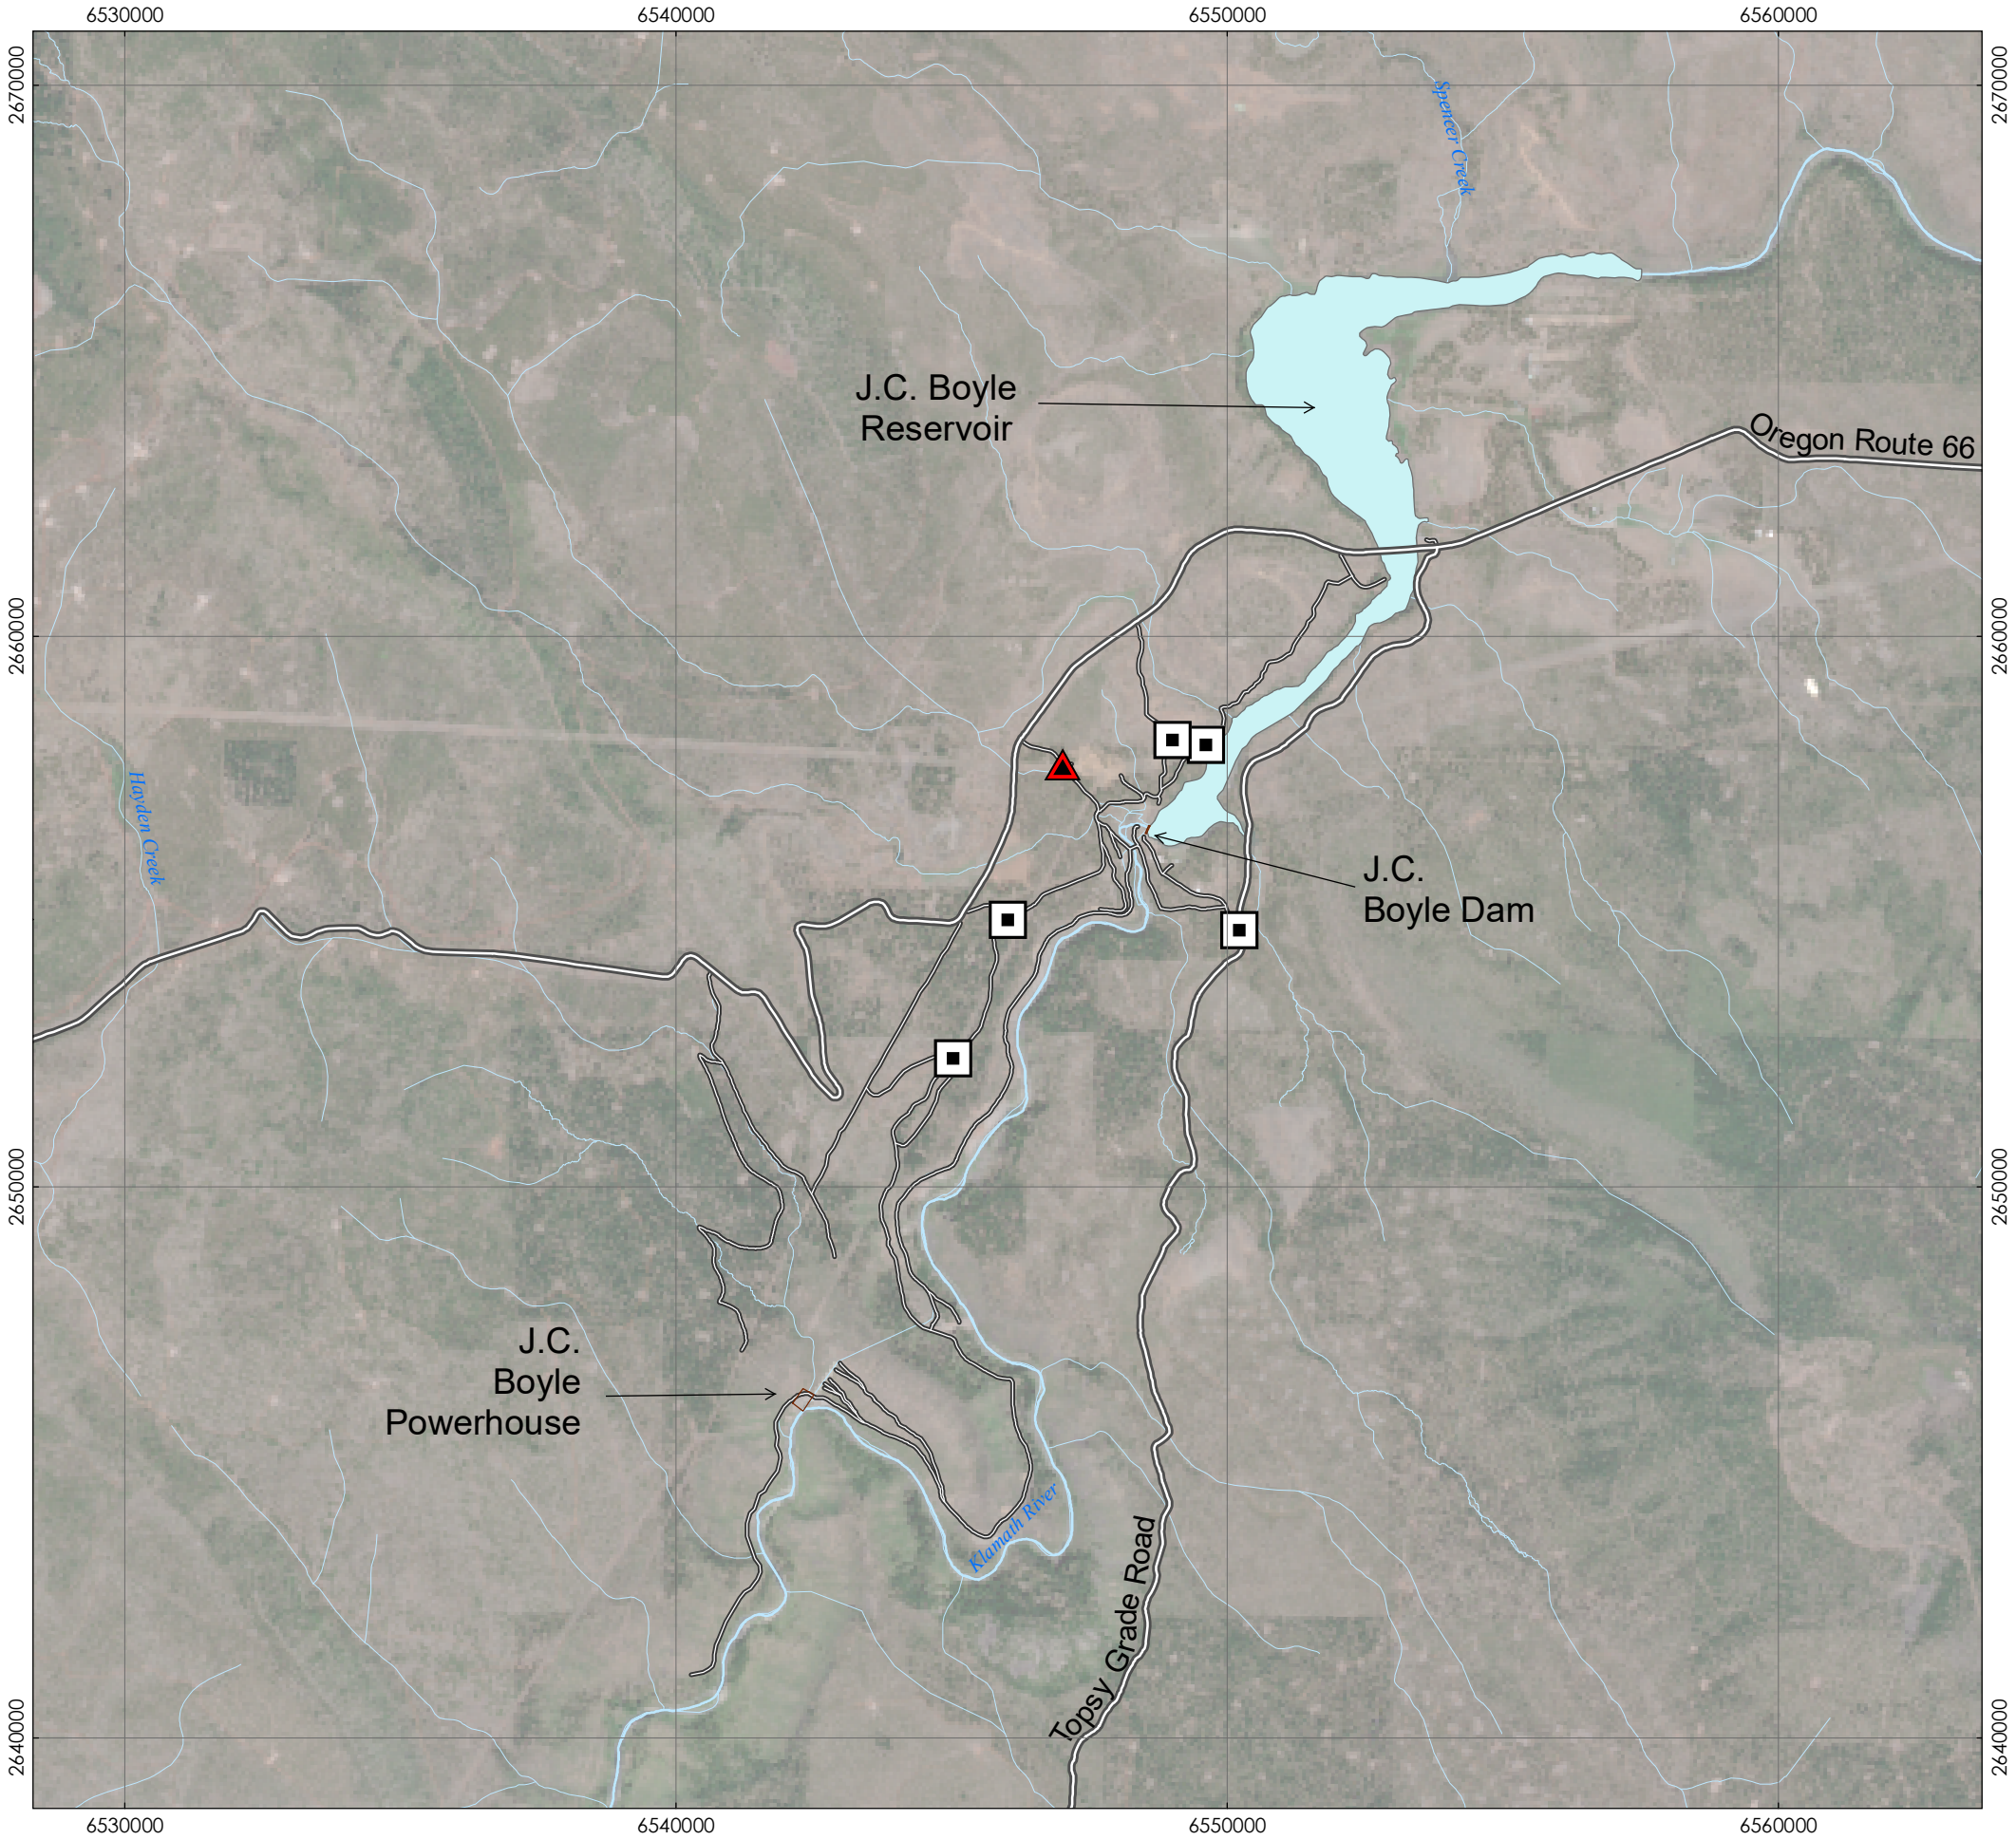 6530000 6540000 6550000 6560000
2670000 2670000
Spencer Creek
J.C. Boyle
Reservoir
Oregon Route 66
2660000 2660000
Hayden Creek
J.C.
Boyle Dam
2650000 2650000
J.C.
Boyle
Powerhouse
Klamath River
Topsy Grade Road
2640000 2640000
6530000 6540000 6550000 6560000